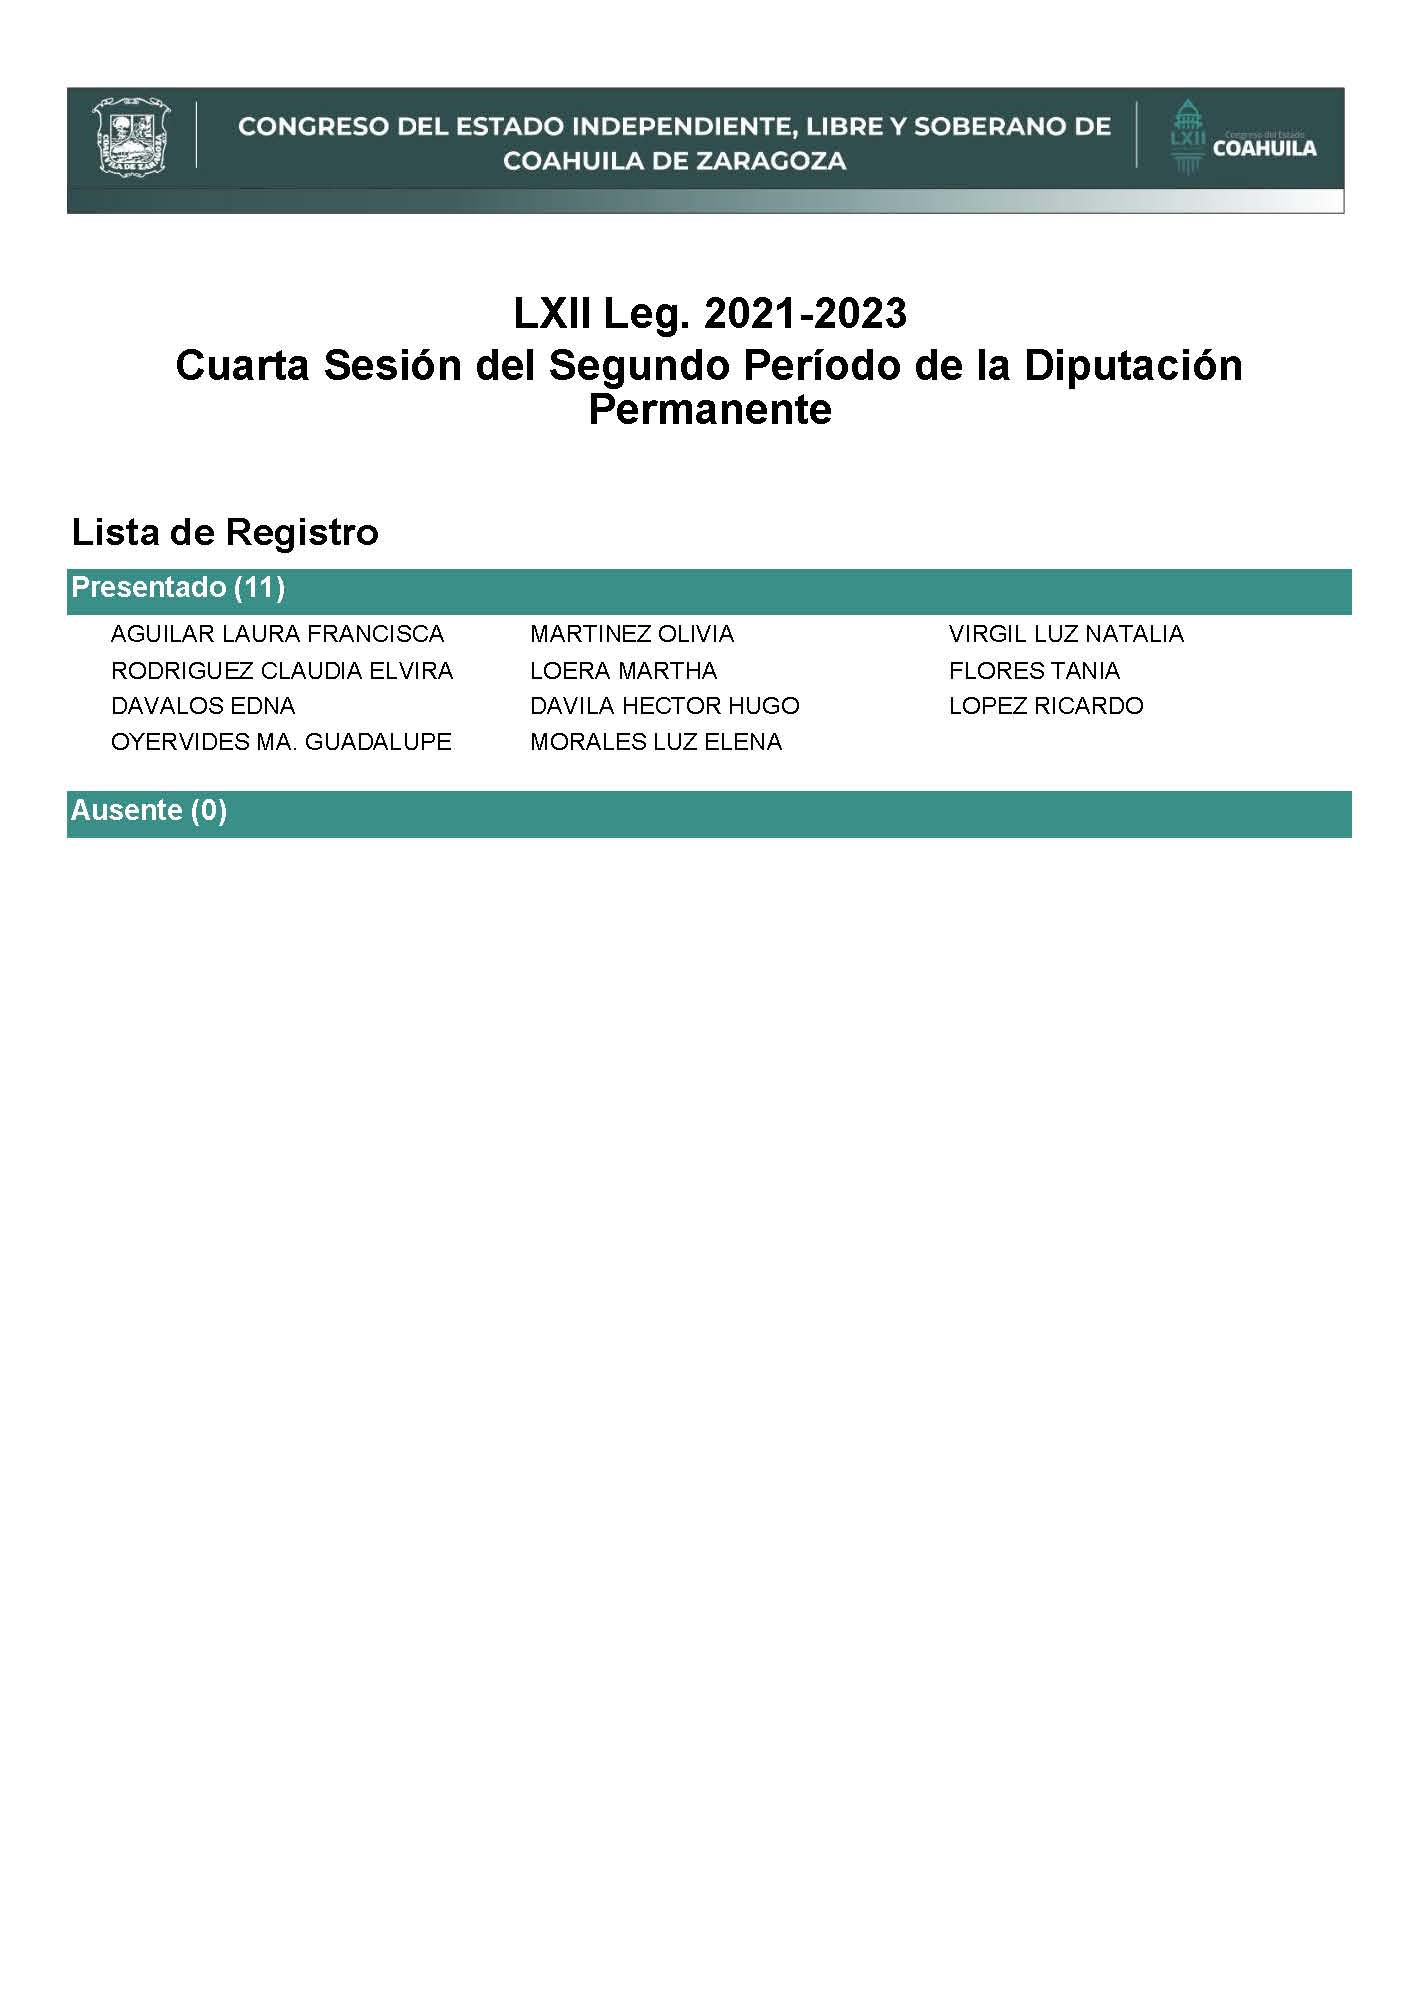 CONGRESO DEL ESTADO INDEPENDIENTE, LIBRE Y SOBERANO DE
COAHUILA DE ZARAGOZA
LXII
Congreso del Estado
COAHUILA
LXII Leg. 2021-2023
Cuarta Sesión del Segundo Período de la Diputación
Permanente
Lista de Registro
Presentado (11)
AGUILAR LAURA FRANCISCA MARTINEZ OLIVIA VIRGIL LUZ NATALIA
RODRIGUEZ CLAUDIA ELVIRA LOERA MARTHA FLORES TANIA
DAVALOS EDNA DAVILA HECTOR HUGO LOPEZ RICARDO
OYERVIDES MA. GUADALUPE MORALES LUZ ELENA
Ausente (0)